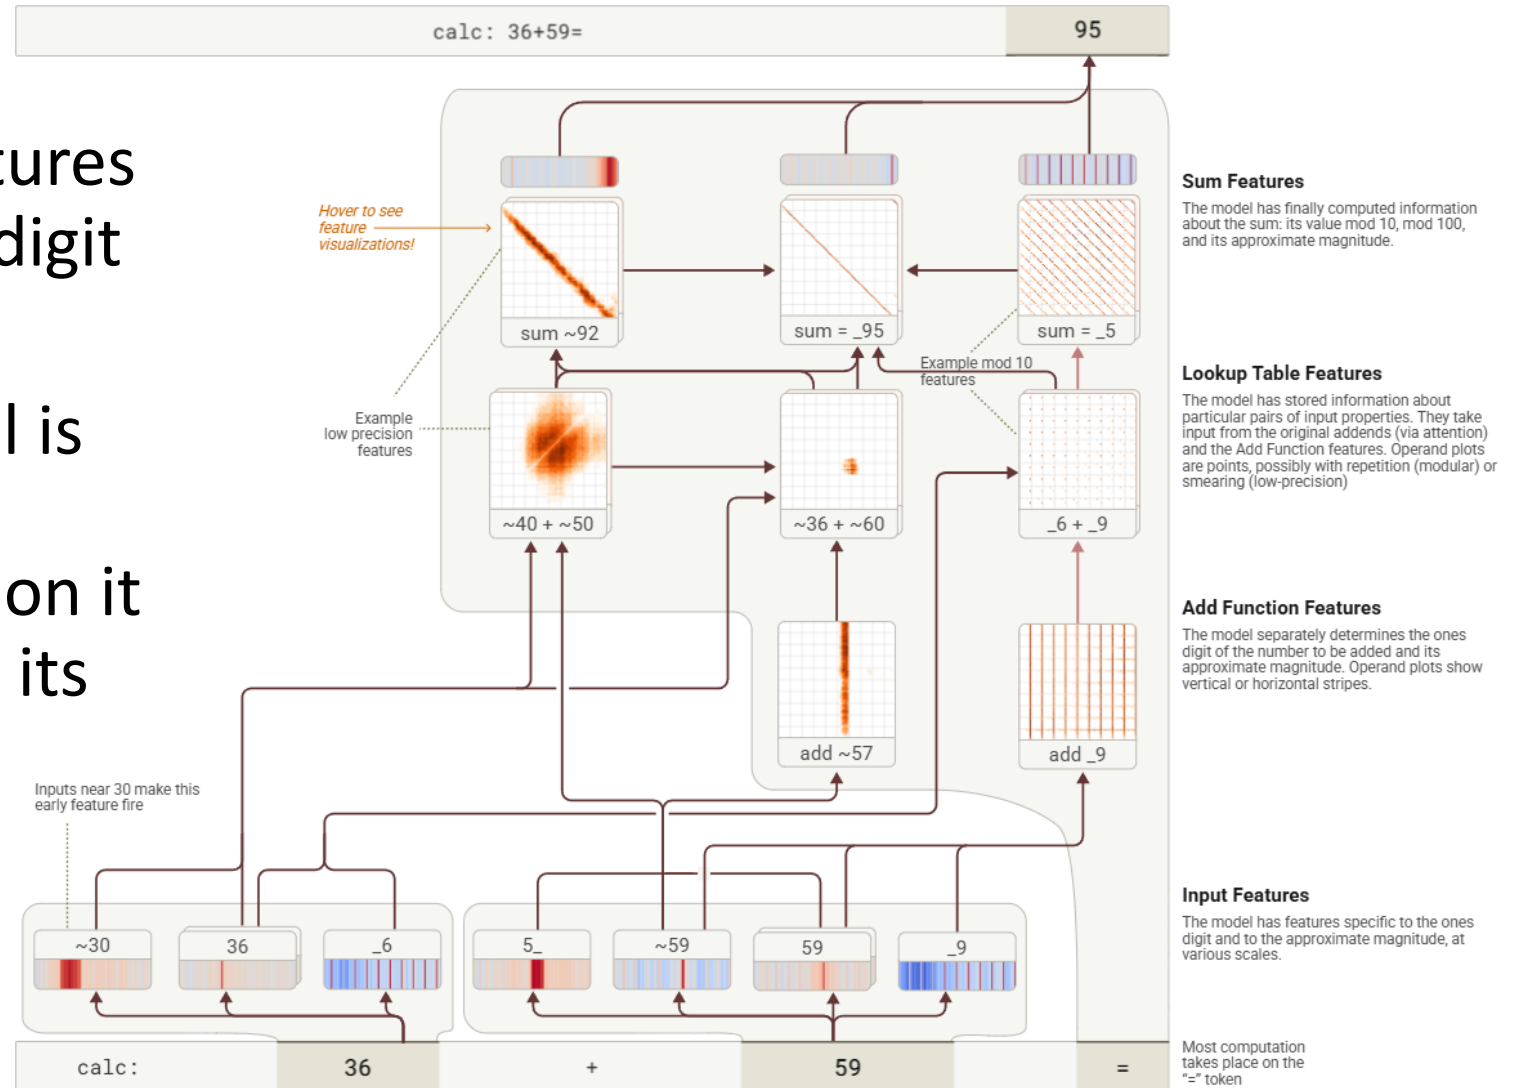 calc: 36+59=
95
tures
digit
l is
on it
its
Hover to see
feature
visualizations!
sum ~92
sum = _95
sum = _5
Sum Features
The model has finally computed information
about the sum: its value mod 10, mod 100,
and its approximate magnitude.
Example
low precision
features
Example mod 10
features
~40 + ~50
~36 + ~60
_6 + _9
Lookup Table Features
The model has stored information about
particular pairs of input properties. They take
input from the original addends (via attention)
and the Add Function features. Operand plots
are points, possibly with repetition (modular) or
smearing (low-precision)
add ~57
add _9
Add Function Features
The model separately determines the ones
digit of the number to be added and its
approximate magnitude. Operand plots show
vertical or horizontal stripes.
Inputs near 30 make this
early feature fire
~30
36
_6
5_
~59
59
_9
Input Features
The model has features specific to the ones
digit and to the approximate magnitude, at
various scales.
calc:
36
+
59
=
Most computation
takes place on the
“=” token